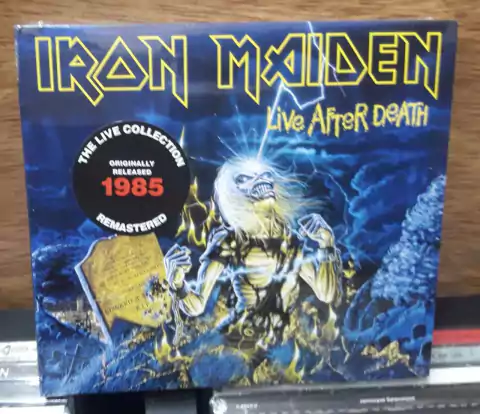 IRON MAIDEN
LIVE AFTER DEATH
THE LIVE COLLECTION
ORIGINALLY
RELEASED
1985
REMASTERED